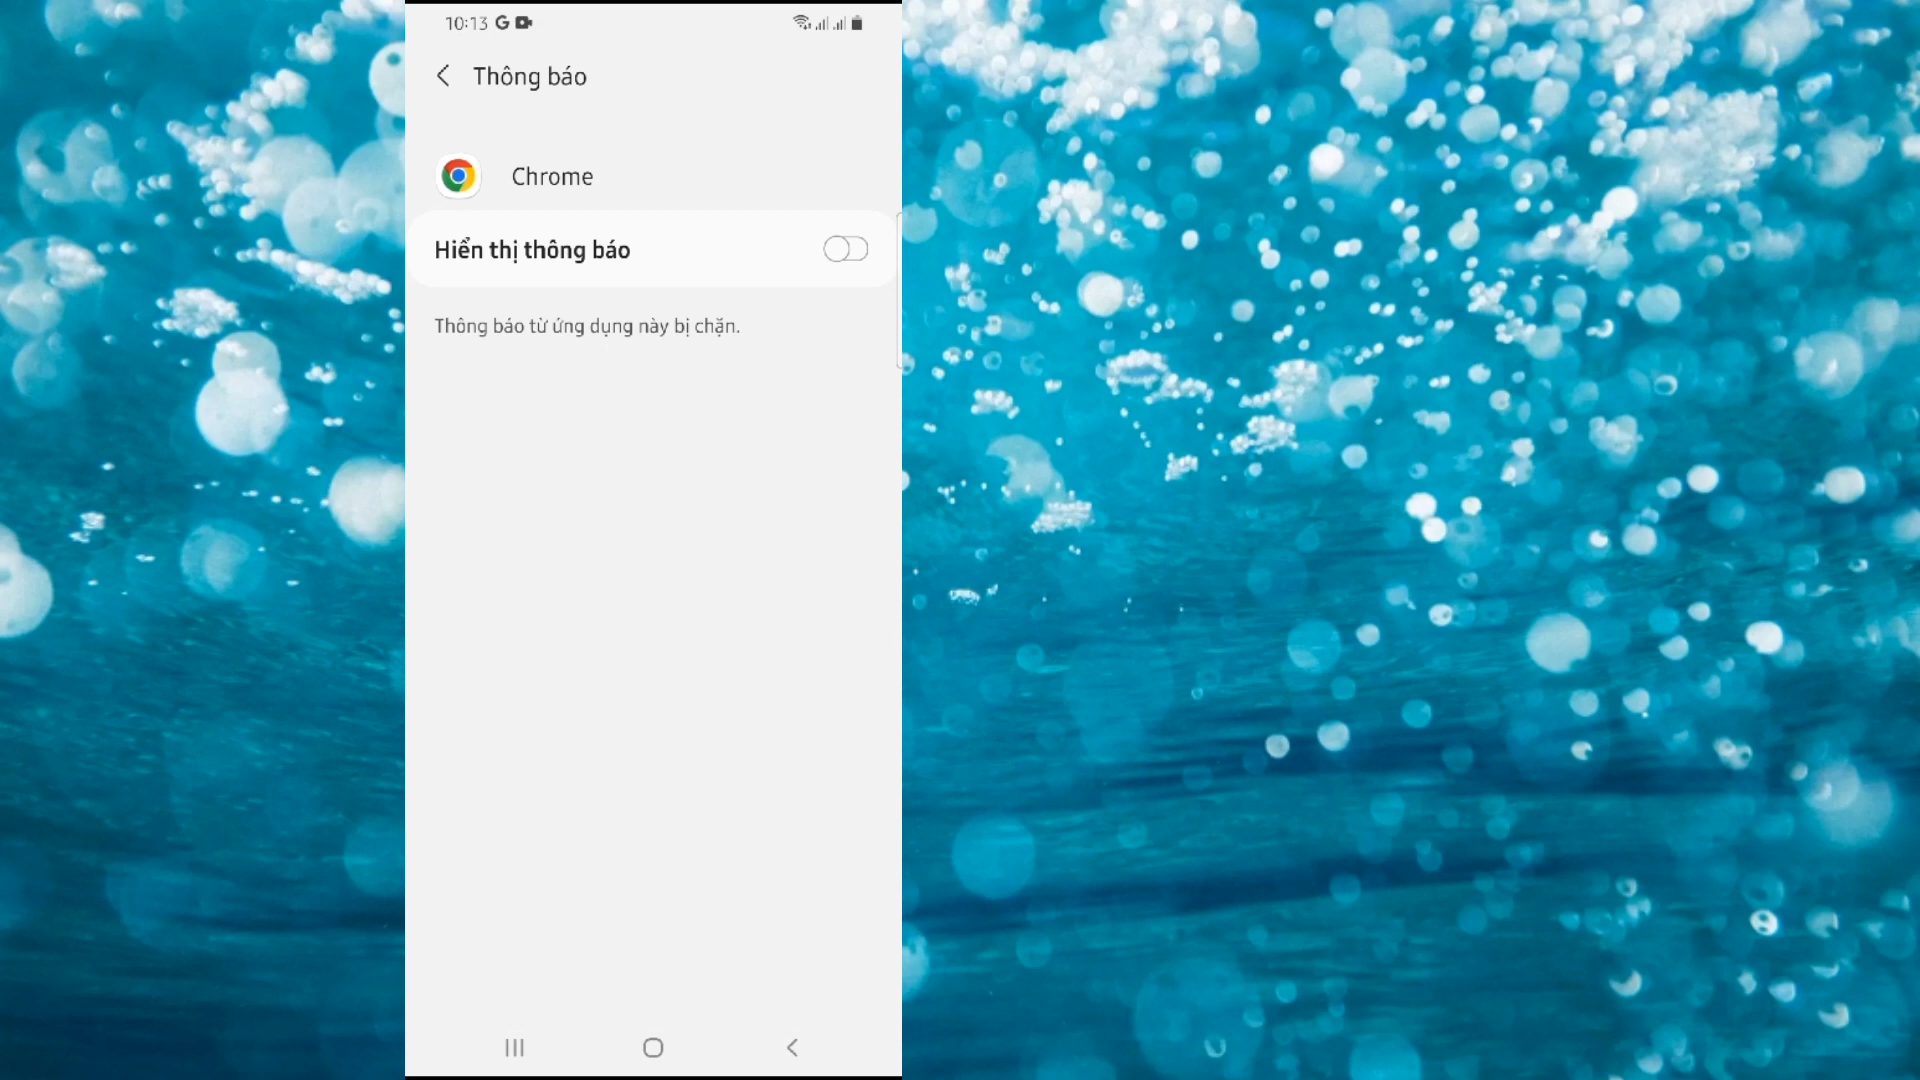 10:13 G
Thông báo
Chrome
Hiển thị thông báo
Thông báo từ ứng dụng này bị chặn.